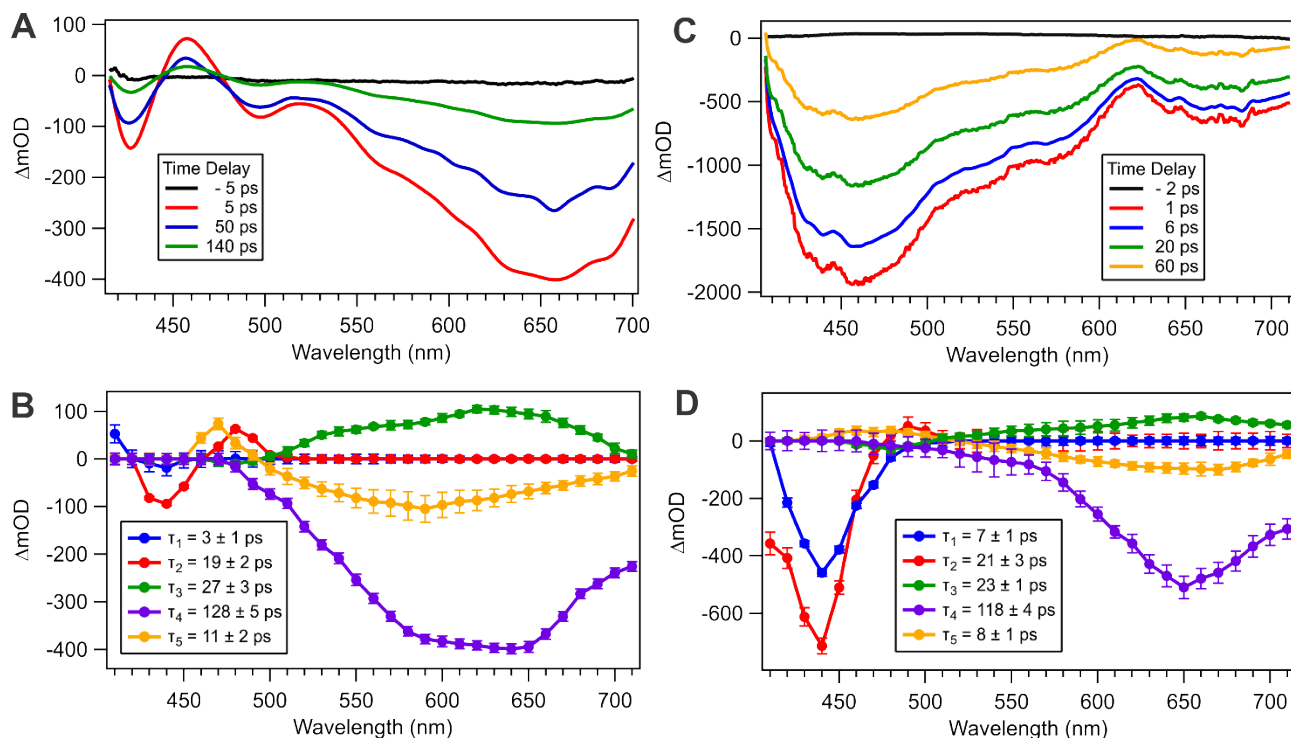 A
100
0
-100
-200
-300
-400
ΔmOD
Time Delay
- 5 ps
5 ps
50 ps
140 ps
450 500 550 600 650 700
Wavelength (nm)
C
0
-500
-1000
-1500
-2000
ΔmOD
Time Delay
- 2 ps
1 ps
6 ps
20 ps
60 ps
450 500 550 600 650 700
Wavelength (nm)
B
100
0
-100
-200
-300
-400
ΔmOD
τ1 = 3 ± 1 ps
τ2 = 19 ± 2 ps
τ3 = 27 ± 3 ps
τ4 = 128 ± 5 ps
τ5 = 11 ± 2 ps
450 500 550 600 650 700
Wavelength (nm)
D
0
-200
-400
-600
ΔmOD
τ1 = 7 ± 1 ps
τ2 = 21 ± 3 ps
τ3 = 23 ± 1 ps
τ4 = 118 ± 4 ps
τ5 = 8 ± 1 ps
450 500 550 600 650 700
Wavelength (nm)